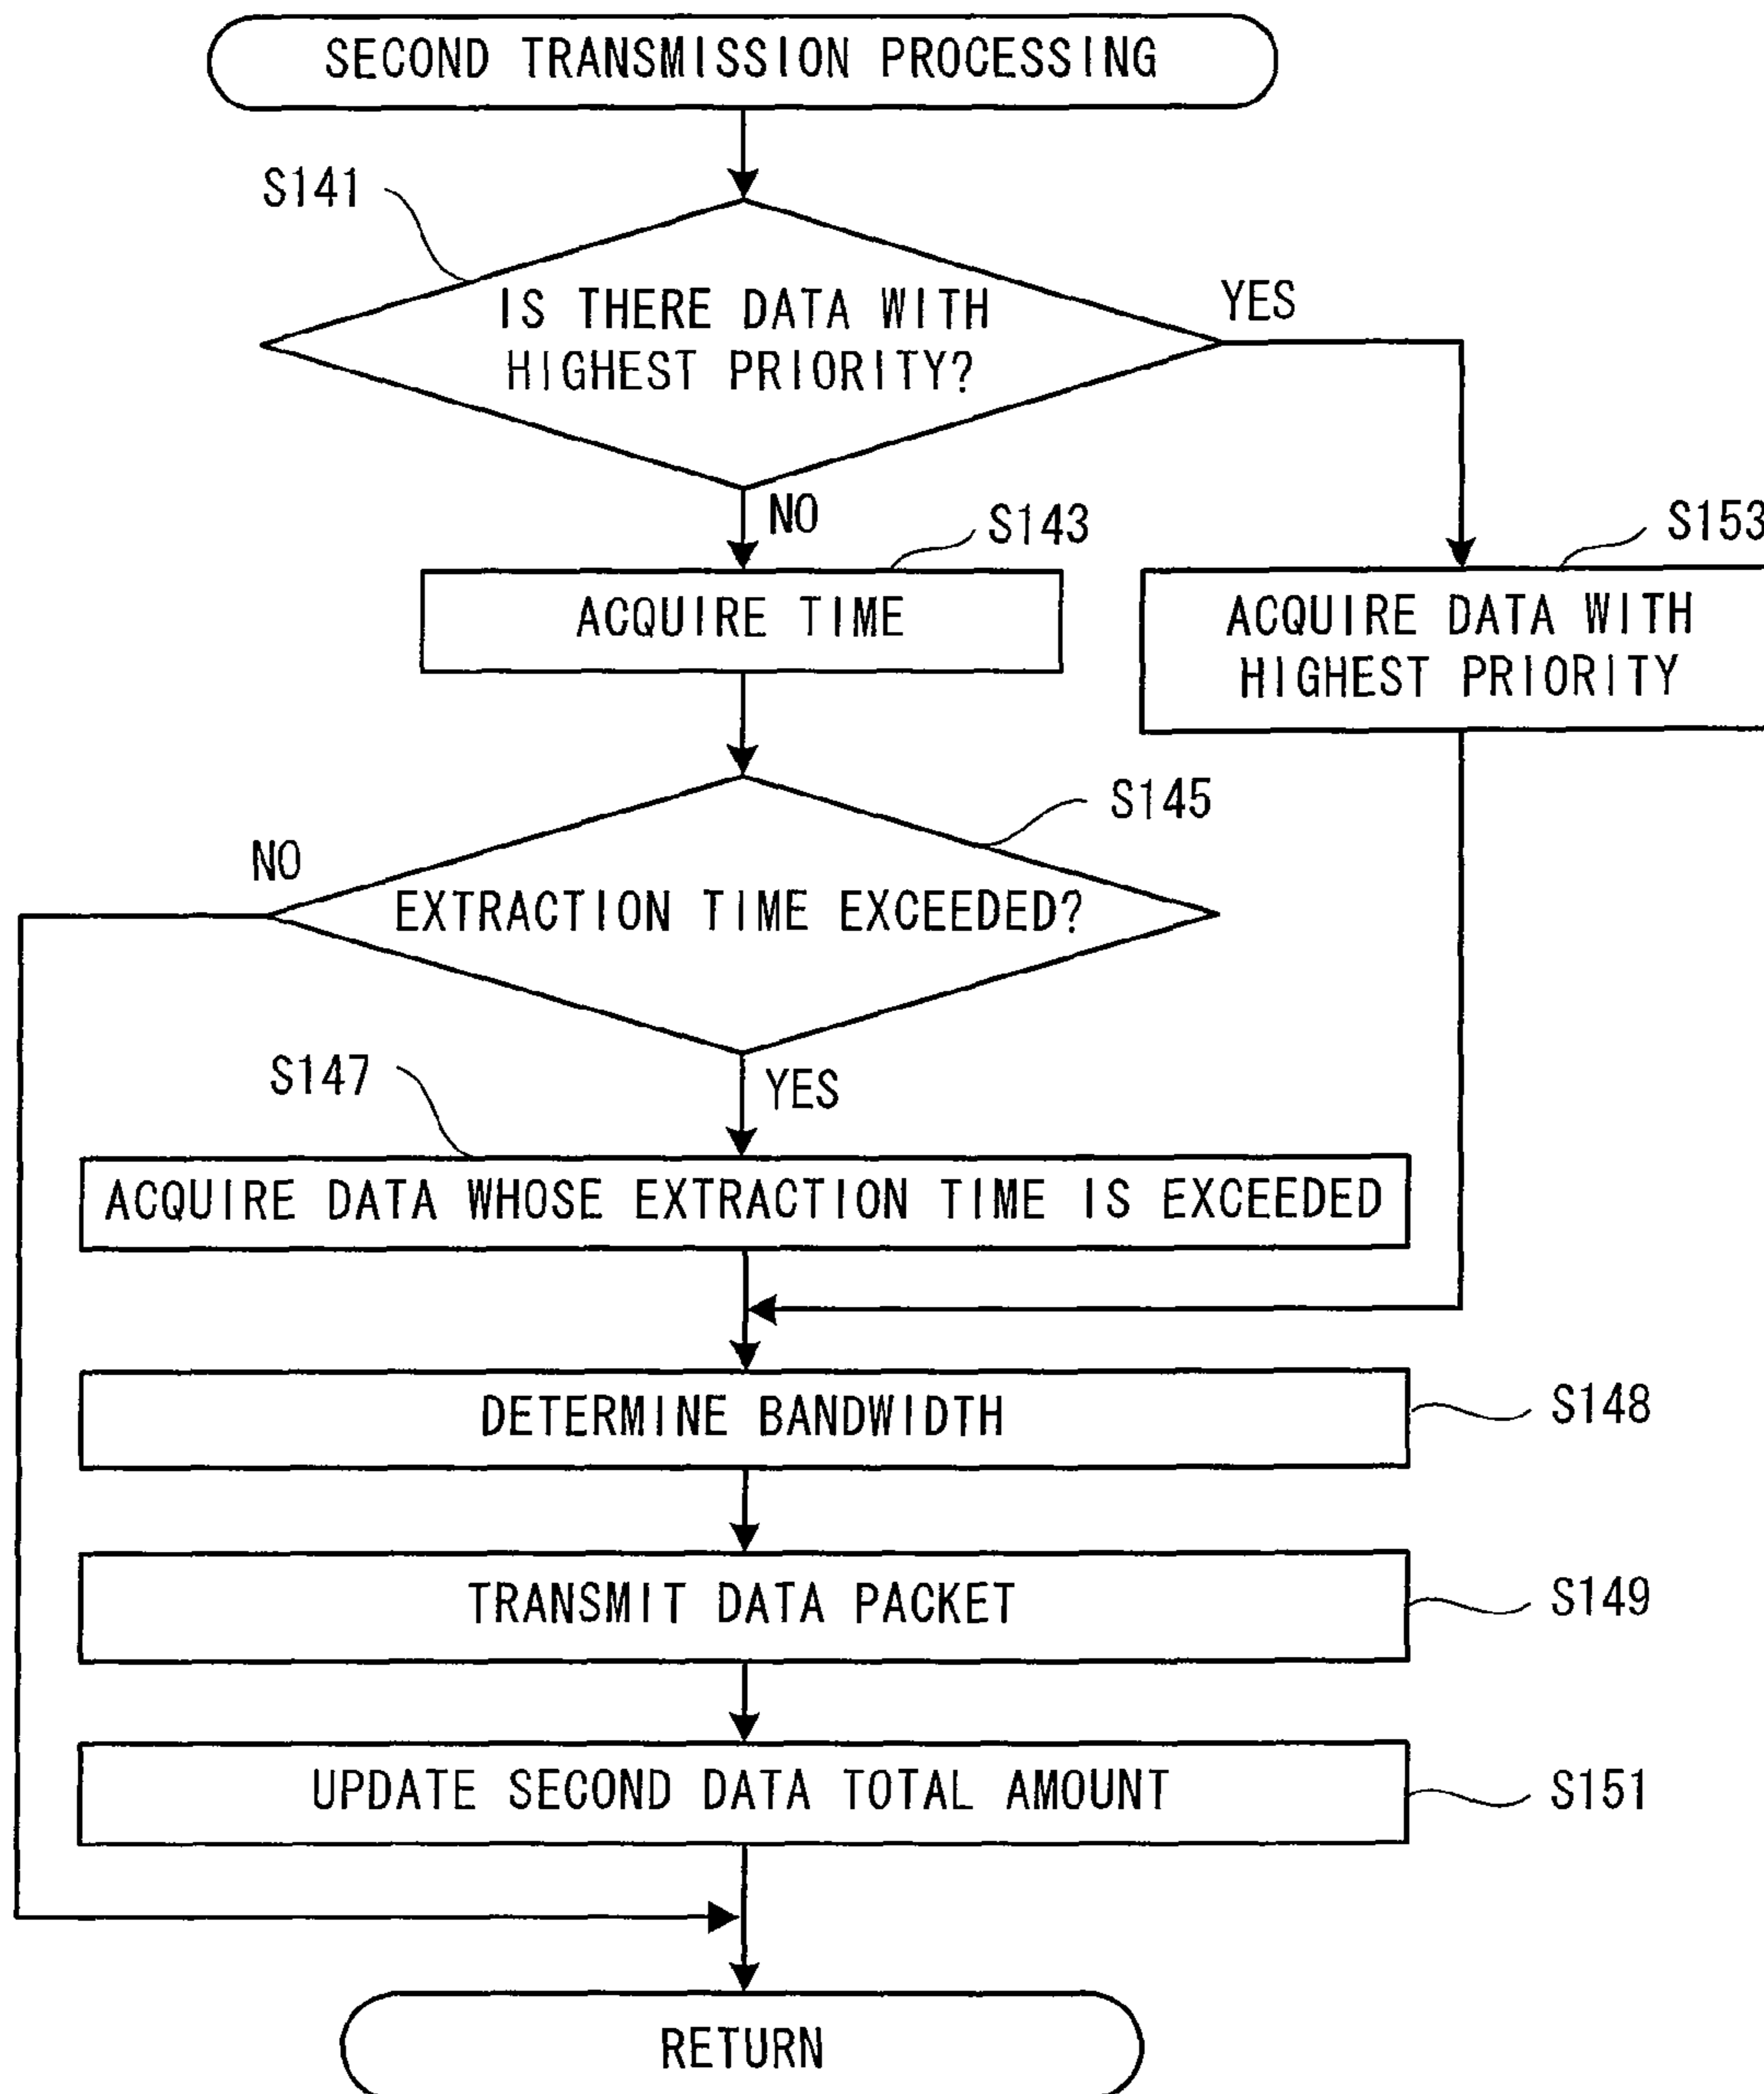 SECOND TRANSMISSION PROCESSING
S141
IS THERE DATA WITH
HIGHEST PRIORITY?
YES
NO
S143
S153
ACQUIRE TIME
ACQUIRE DATA WITH
HIGHEST PRIORITY
S145
NO
EXTRACTION TIME EXCEEDED?
S147
YES
ACQUIRE DATA WHOSE EXTRACTION TIME IS EXCEEDED
DETERMINE BANDWIDTH
S148
TRANSMIT DATA PACKET
S149
UPDATE SECOND DATA TOTAL AMOUNT
S151
RETURN